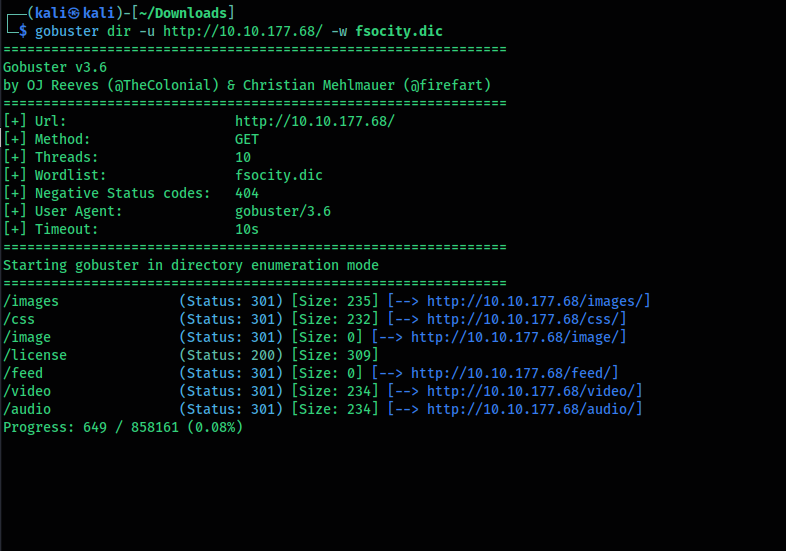 ┌──(kali㉿kali)-[~/Downloads]
└─$ gobuster dir -u http://10.10.177.68/ -w fsocity.dic
===============================================================
Gobuster v3.6
by OJ Reeves (@TheColonial) & Christian Mehlmauer (@firefart)
===============================================================
[+] Url:                     http://10.10.177.68/
[+] Method:                  GET
[+] Threads:                 10
[+] Wordlist:                fsocity.dic
[+] Negative Status codes:   404
[+] User Agent:              gobuster/3.6
[+] Timeout:                 10s
===============================================================
Starting gobuster in directory enumeration mode
===============================================================
/images               (Status: 301) [Size: 235] [--> http://10.10.177.68/images/]
/css                  (Status: 301) [Size: 232] [--> http://10.10.177.68/css/]
/image                (Status: 301) [Size: 0] [--> http://10.10.177.68/image/]
/license              (Status: 200) [Size: 309]
/feed                 (Status: 301) [Size: 0] [--> http://10.10.177.68/feed/]
/video                (Status: 301) [Size: 234] [--> http://10.10.177.68/video/]
/audio                (Status: 301) [Size: 234] [--> http://10.10.177.68/audio/]
Progress: 649 / 858161 (0.08%)